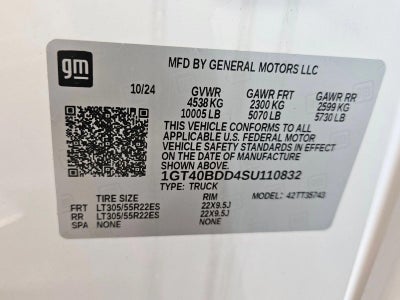 gm
MFD BY GENERAL MOTORS LLC
10/24 GVWR GAWR FRT GAWR RR
4538 KG 2300 KG 2599 KG
10005 LB 5070 LB 5730 LB
THIS VEHICLE CONFORMS TO ALL
APPLICABLE U.S. FEDERAL MOTOR
VEHICLE SAFETY STANDARDS IN EFFECT
ON THE DATE OF MANUFACTURE
SHOWN ABOVE.
1GT40BDD4SU110832
TYPE: TRUCK MODEL: 42TT35743
TIRE SIZE RIM
FRT LT305/55R22ES 22X9.5J
RR LT305/55R22ES 22X9.5J
SPA NONE NONE